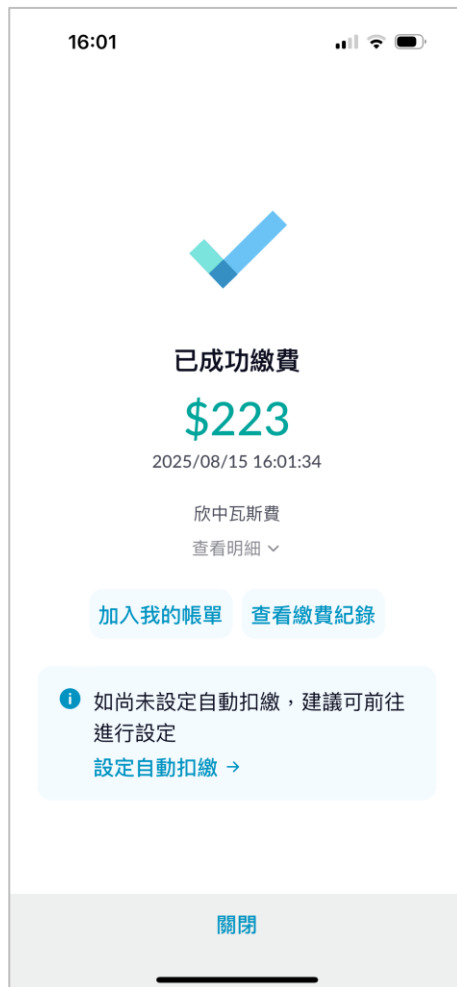 16:01
已成功繳費
$223
2025/08/15 16:01:34
欣中瓦斯費
查看明細
加入我的帳單 查看繳費紀錄
如尚未設定自動扣繳，建議可前往
進行設定
設定自動扣繳 →
關閉